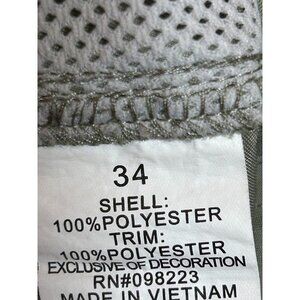 34
SHELL:
100%POLYESTER
TRIM:
100%POLYESTER
EXCLUSIVE OF DECORATION
RN#098223
MADE IN VIETNAM